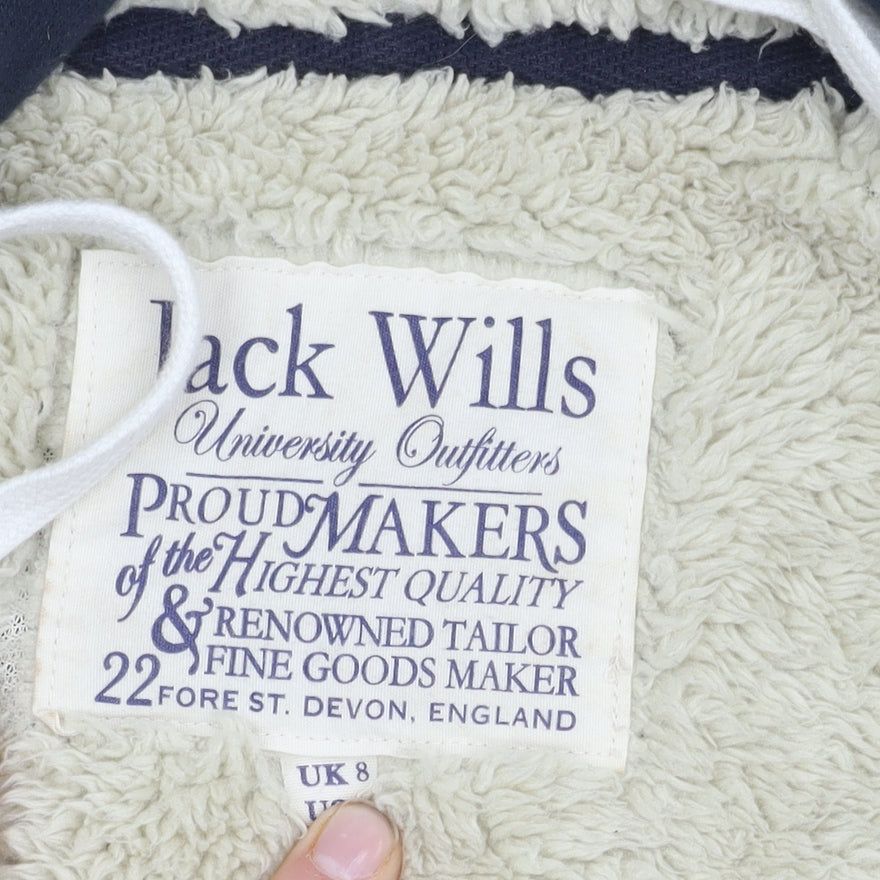 Jack Wills
University Outfitters
PROUD MAKERS
of the HIGHEST QUALITY
& RENOWNED TAILOR
FINE GOODS MAKER
22 FORE ST. DEVON, ENGLAND
UK 8